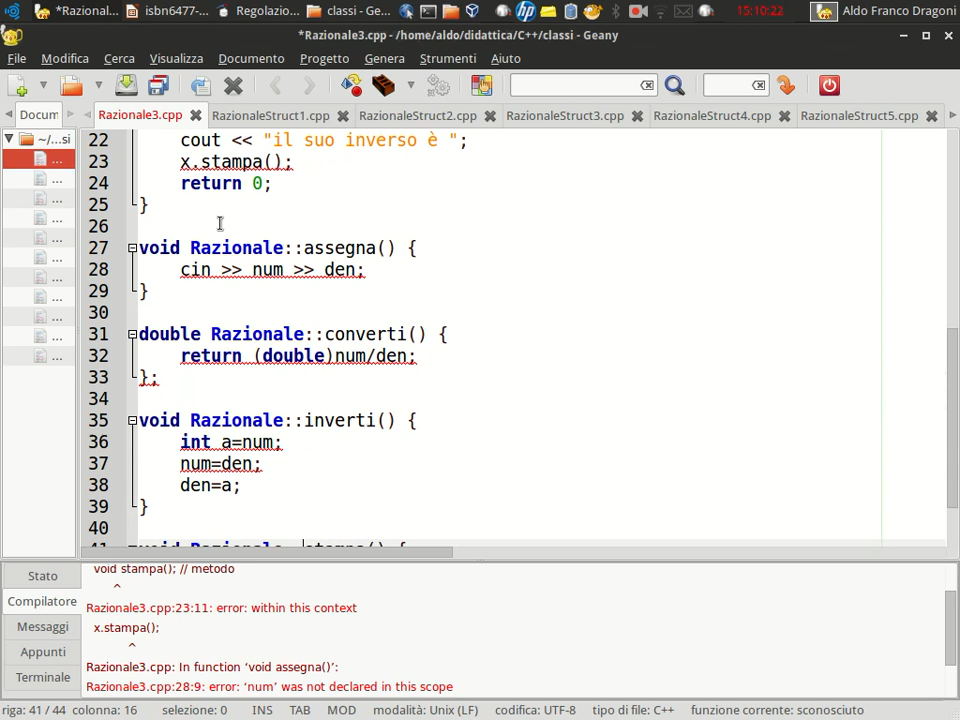 *Razional...
isbn6477-...
Regolazio...
classi - Ge...
15:10:22
Aldo Franco Dragoni
*Razionale3.cpp - /home/aldo/didattica/C++/classi - Geany
File Modifica Cerca Visualizza Documento Progetto Genera Strumenti Aiuto
Docum Razionale3.cpp RazionaleStruct1.cpp RazionaleStruct2.cpp RazionaleStruct3.cpp RazionaleStruct4.cpp RazionaleStruct5.cpp
~/...si
...
...
...
...
...
...
...
...
...
...
...
22 cout << "il suo inverso è ";
23 x.stampa();
24 return 0;
25 }
26
27 void Razionale::assegna() {
28 cin >> num >> den;
29 }
30
31 double Razionale::converti() {
32 return (double)num/den;
33 };
34
35 void Razionale::inverti() {
36 int a=num;
37 num=den;
38 den=a;
39 }
40
41 void Razionale::stampa() {
Stato
Compilatore
Messaggi
Appunti
Terminale
void stampa(); // metodo
^
Razionale3.cpp:23:11: error: within this context
x.stampa();
^
Razionale3.cpp: In function ‘void assegna()’:
Razionale3.cpp:28:9: error: ‘num’ was not declared in this scope
riga: 41 / 44 colonna: 16 selezione: 0 INS TAB MOD modalità: Unix (LF) codifica: UTF-8 tipo di file: C++ funzione corrente: sconosciuto